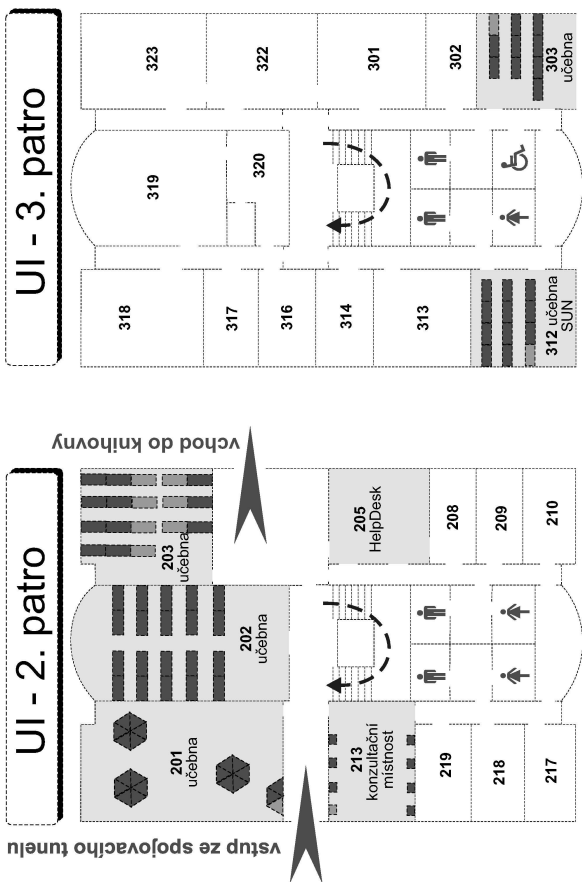 UI - 3. patro
323
322
301
302
303
učebna
319
320
318
317
316
314
313
312 učebna
SUN
UI - 2. patro
vchod do knihovny
203
učebna
205
HelpDesk
208
209
210
202
učebna
201
učebna
213
konzultační
místnost
219
218
217
vstup ze spojovacího tunelu